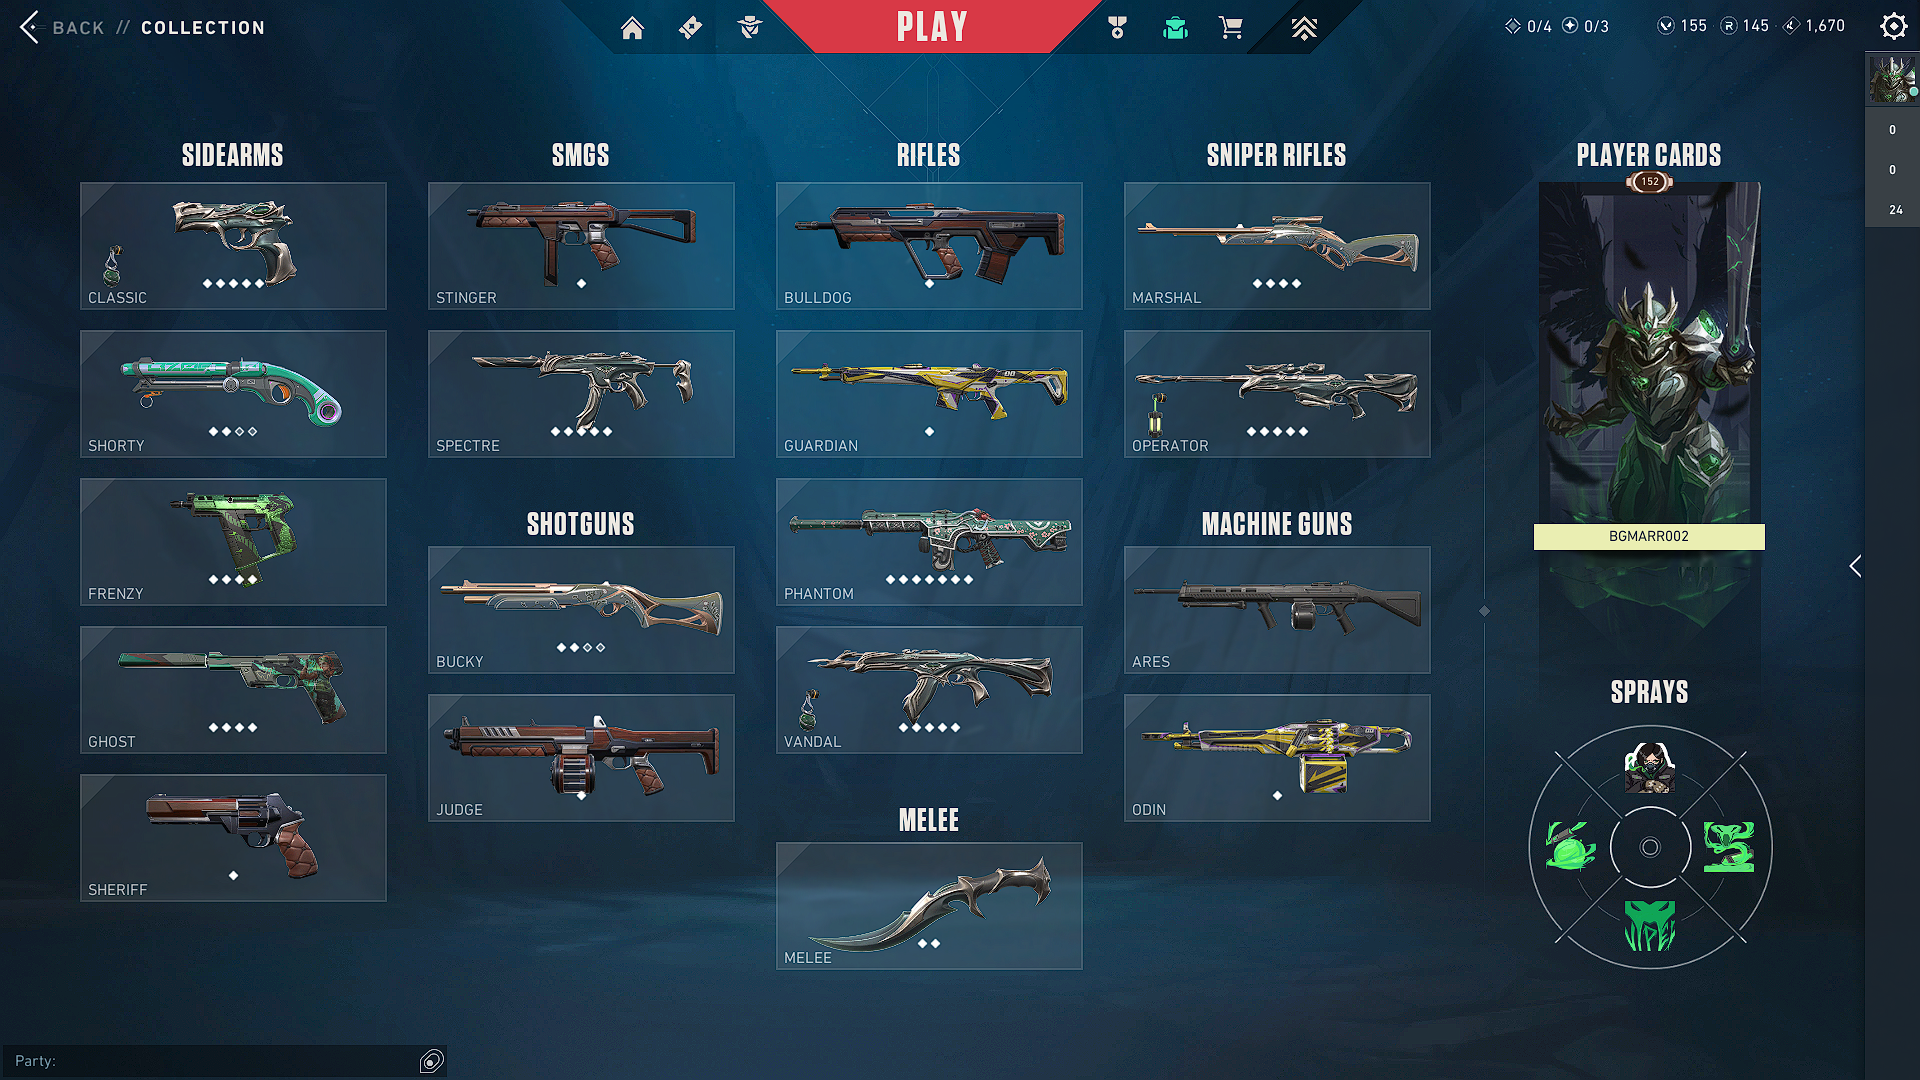 BACK // COLLECTION
PLAY
0/4 0/3 155 145 1,670
SIDEARMS
CLASSIC
SHORTY
FRENZY
GHOST
SHERIFF
SMGS
STINGER
SPECTRE
SHOTGUNS
BUCKY
JUDGE
RIFLES
BULLDOG
GUARDIAN
PHANTOM
VANDAL
MELEE
MELEE
SNIPER RIFLES
MARSHAL
OPERATOR
MACHINE GUNS
ARES
ODIN
PLAYER CARDS
152
BGMARR002
SPRAYS
0
0
24
Party: